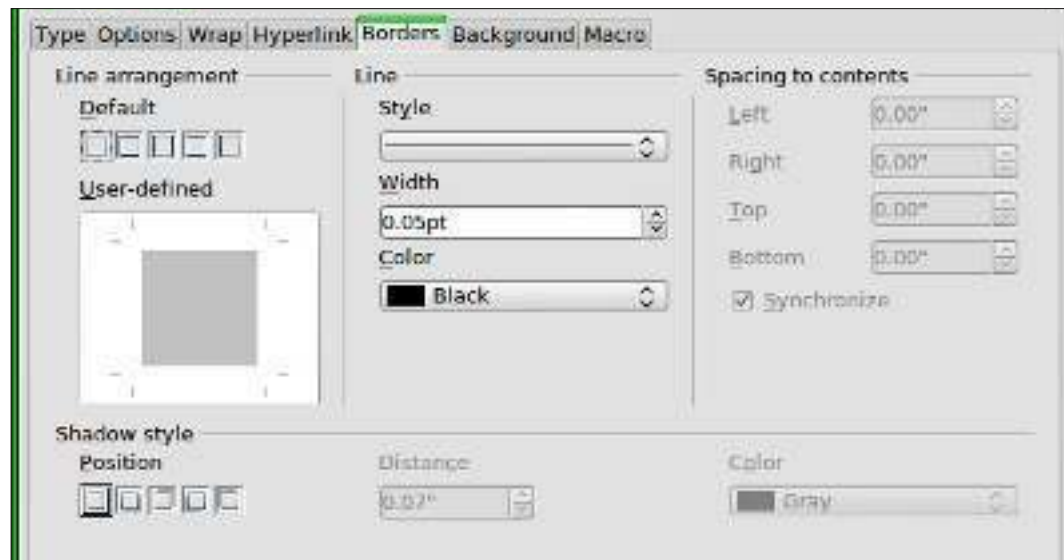 Type Options Wrap Hyperlink Borders Background Macro
Line arrangement
Default
User-defined
Line
Style
Width
0.05pt
Color
Black
Spacing to contents
Left 0.00"
Right 0.00"
Top 0.00"
Bottom 0.00"
Synchronize
Shadow style
Position
Distance
0.07"
Color
Gray